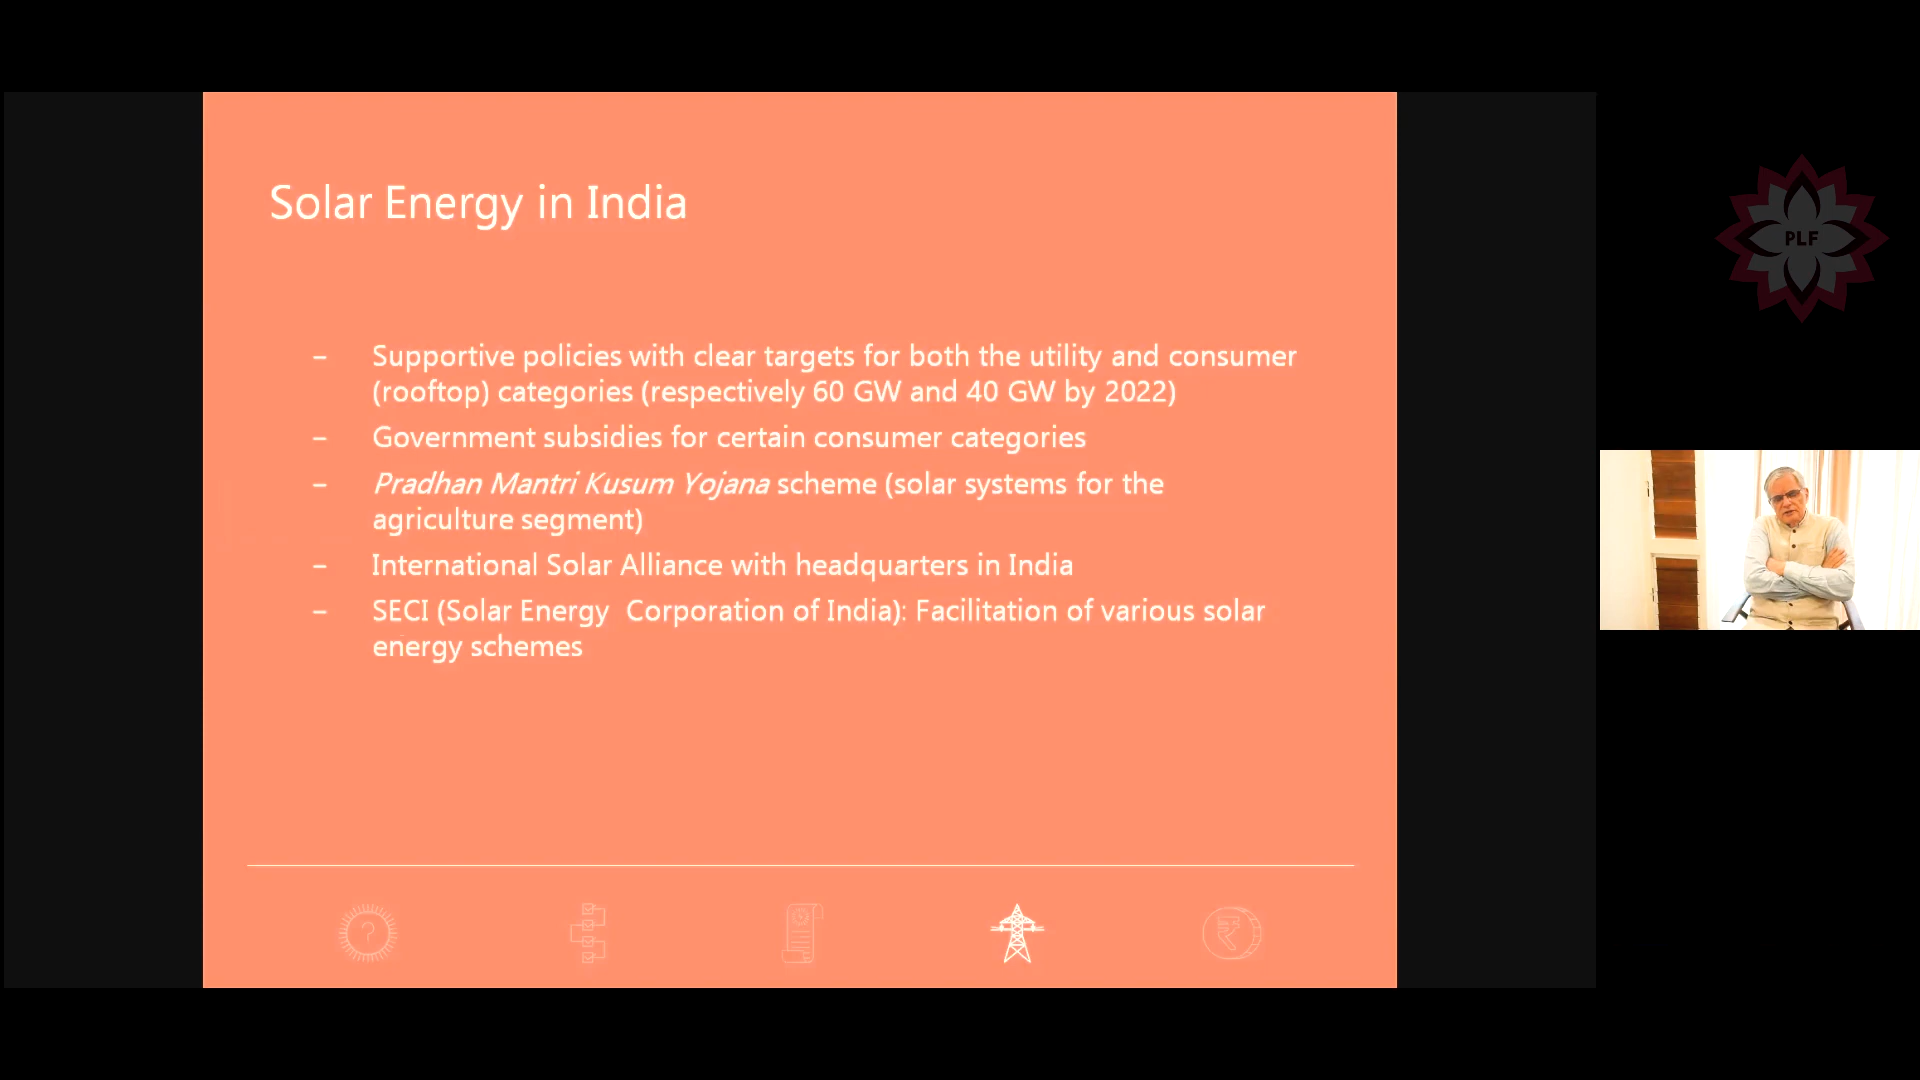 Solar Energy in India
– Supportive policies with clear targets for both the utility and consumer
(rooftop) categories (respectively 60 GW and 40 GW by 2022)
– Government subsidies for certain consumer categories
– Pradhan Mantri Kusum Yojana scheme (solar systems for the
agriculture segment)
– International Solar Alliance with headquarters in India
– SECI (Solar Energy  Corporation of India): Facilitation of various solar
energy schemes
?
₹
PLF